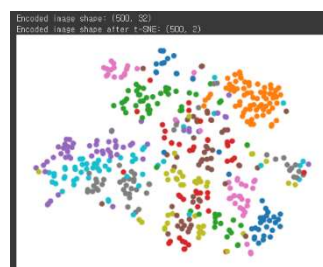 Encoded image shape: (500, 32)
Encoded image shape after t-SNE: (500, 2)